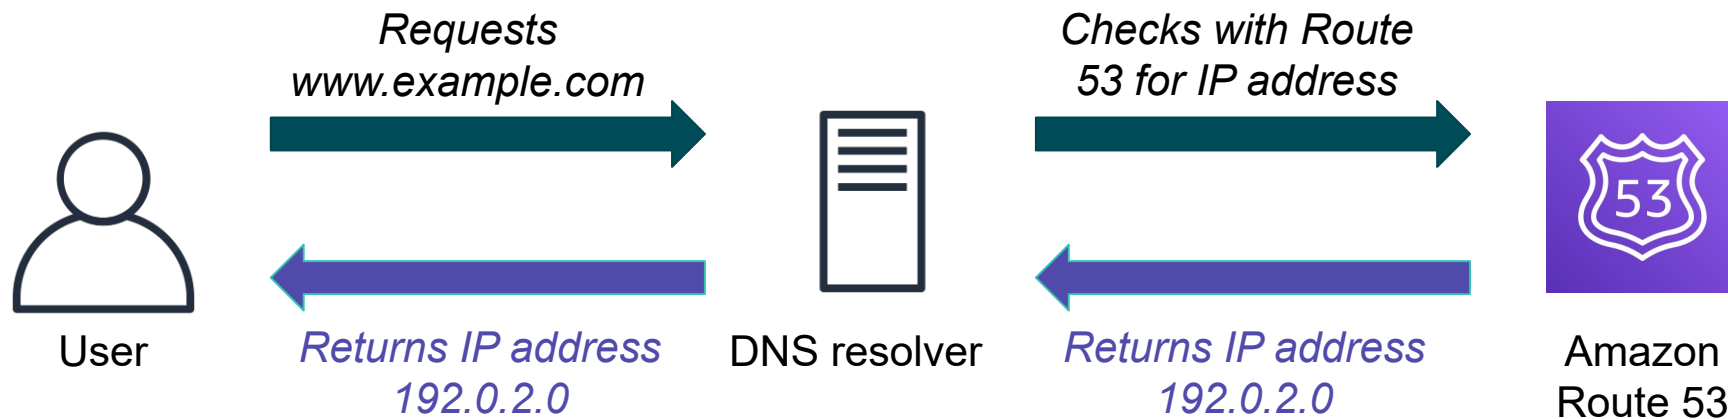 Requests
www.example.com
Checks with Route
53 for IP address
53
User
Returns IP address
192.0.2.0
DNS resolver
Returns IP address
192.0.2.0
Amazon
Route 53